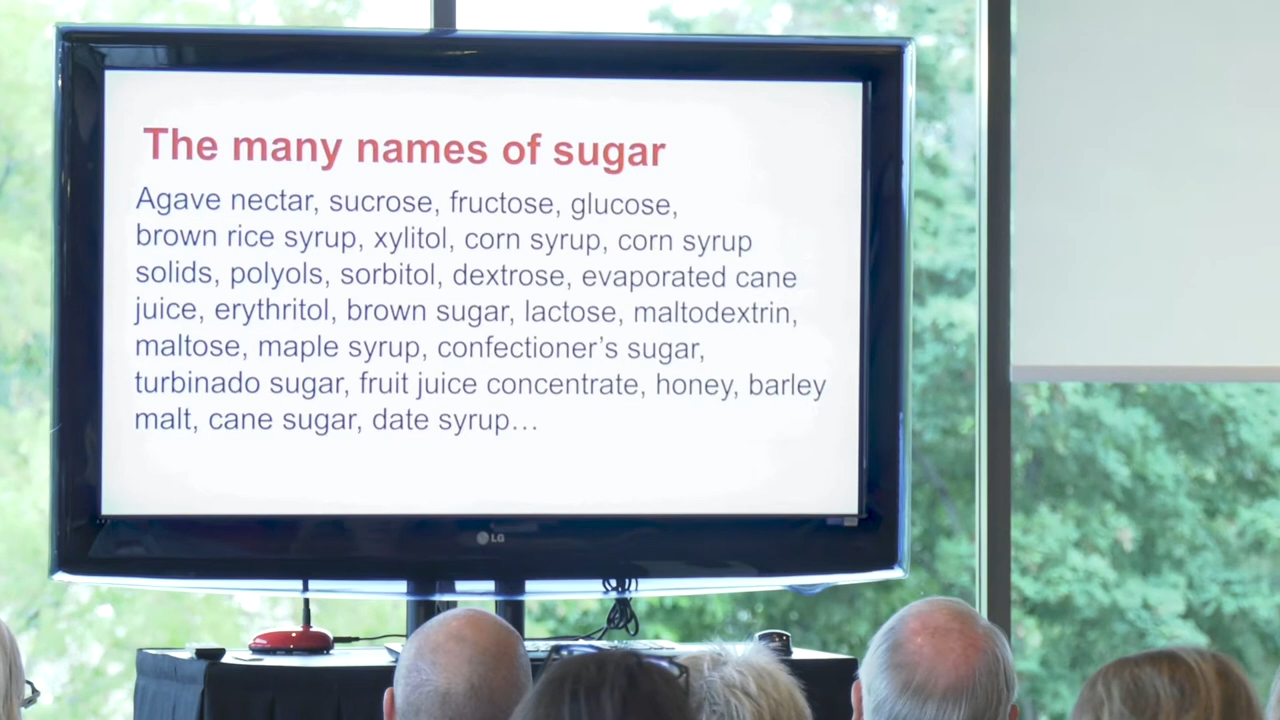 The many names of sugar
Agave nectar, sucrose, fructose, glucose,
brown rice syrup, xylitol, corn syrup, corn syrup
solids, polyols, sorbitol, dextrose, evaporated cane
juice, erythritol, brown sugar, lactose, maltodextrin,
maltose, maple syrup, confectioner’s sugar,
turbinado sugar, fruit juice concentrate, honey, barley
malt, cane sugar, date syrup…
LG